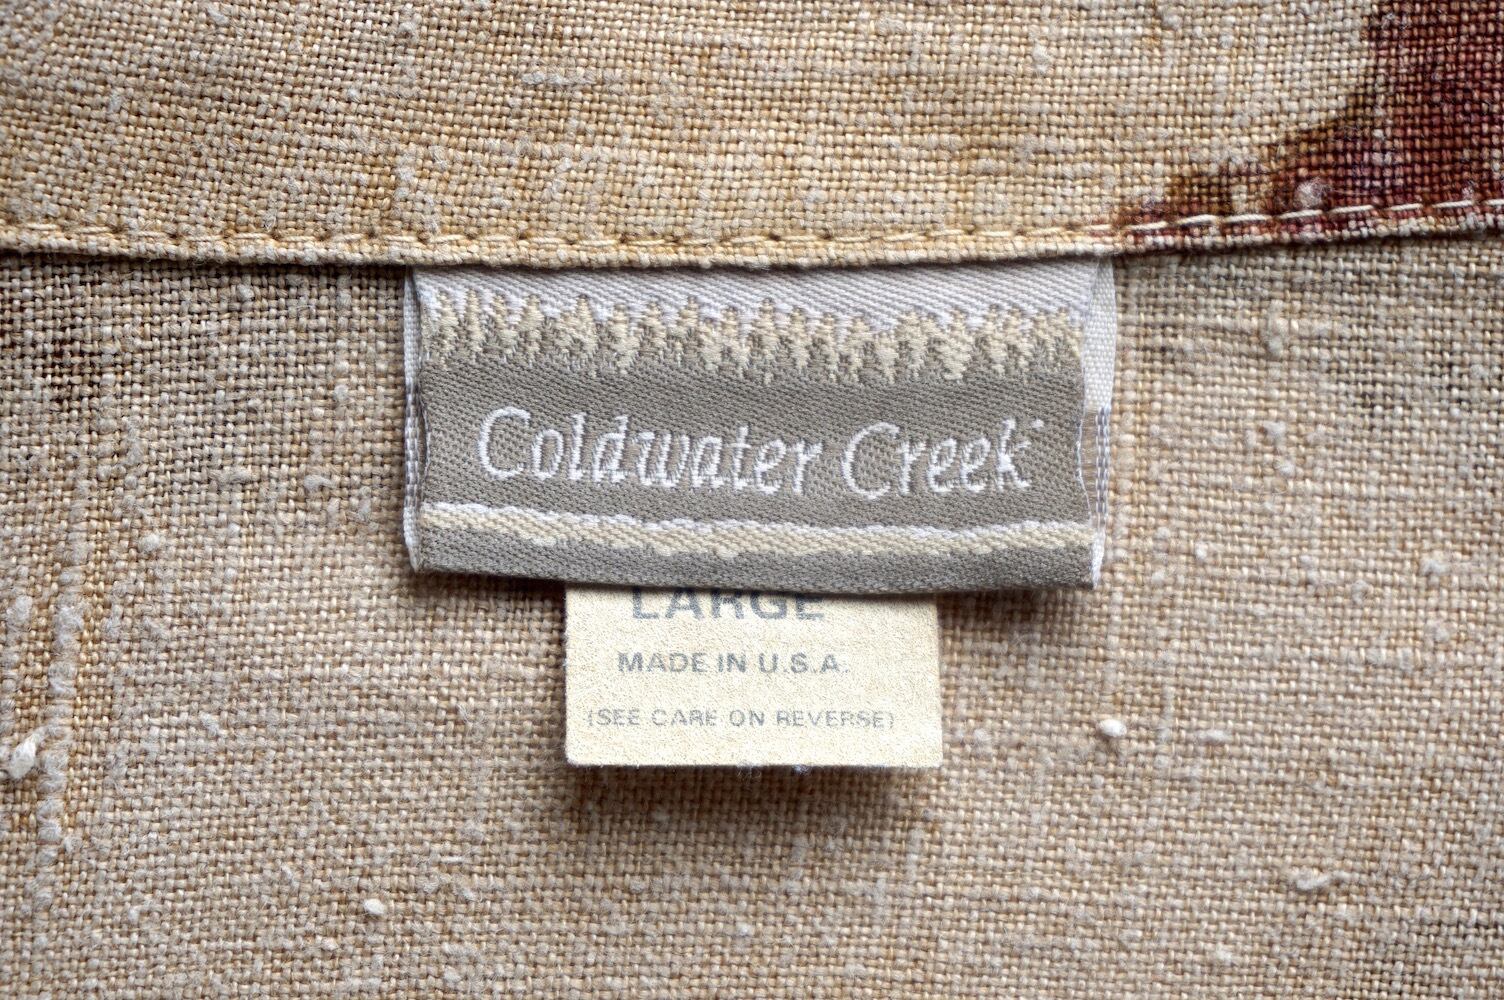 Coldwater Creek
LARGE
MADE IN U.S.A.
(SEE CARE ON REVERSE)